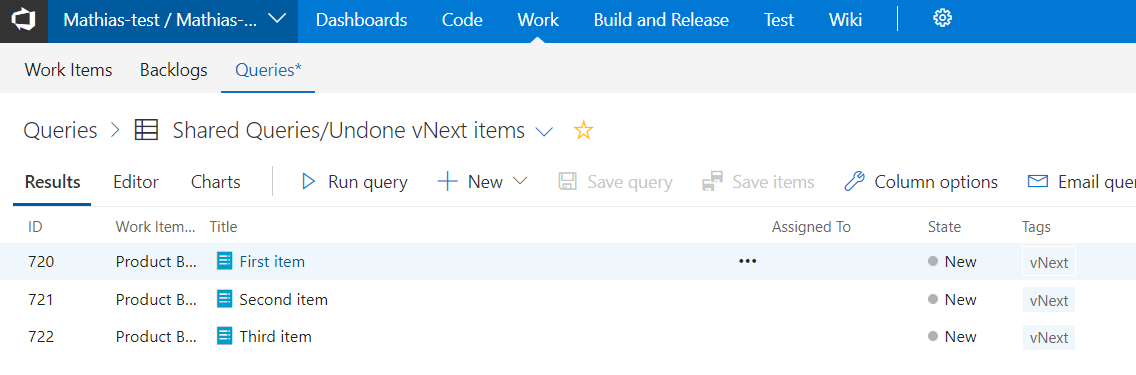 Mathias-test / Mathias-... Dashboards Code Work Build and Release Test Wiki
Work Items Backlogs Queries*
Queries > Shared Queries/Undone vNext items
Results Editor Charts Run query New Save query Save items Column options Email quer
ID Work Item... Title Assigned To State Tags
720 Product B... First item ... New vNext
721 Product B... Second item New vNext
722 Product B... Third item New vNext